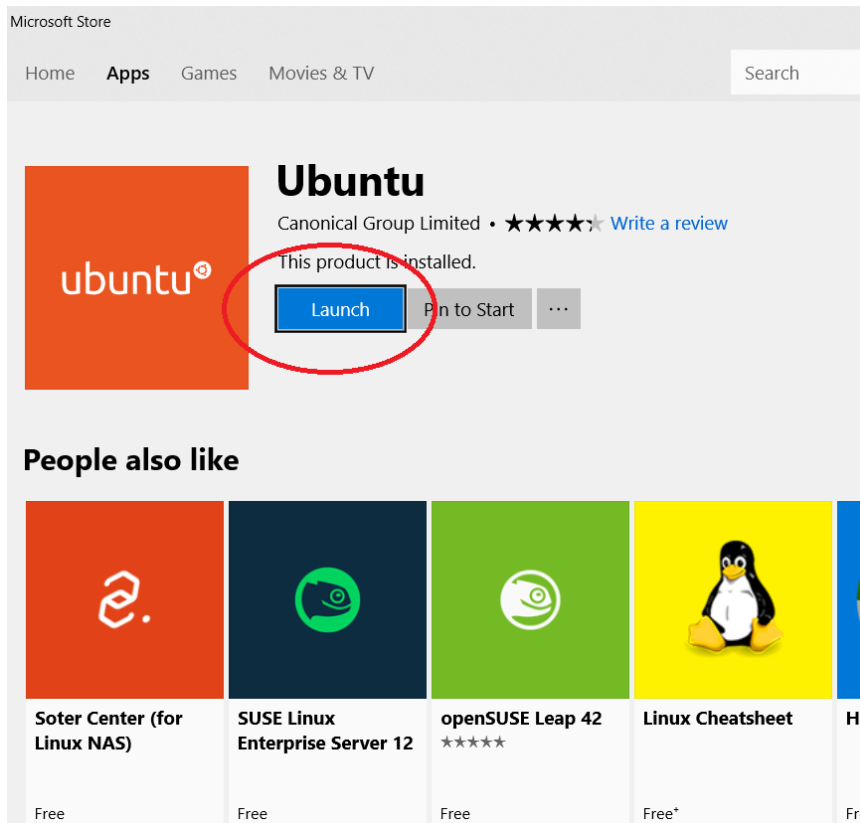 Microsoft Store
Home Apps Games Movies & TV Search
Ubuntu
ubuntu
Canonical Group Limited • Write a review
This product is installed.
Launch Pin to Start ...
People also like
Soter Center (for Linux NAS)
SUSE Linux Enterprise Server 12
openSUSE Leap 42
Linux Cheatsheet
H
Free Free Free Free+ Fr